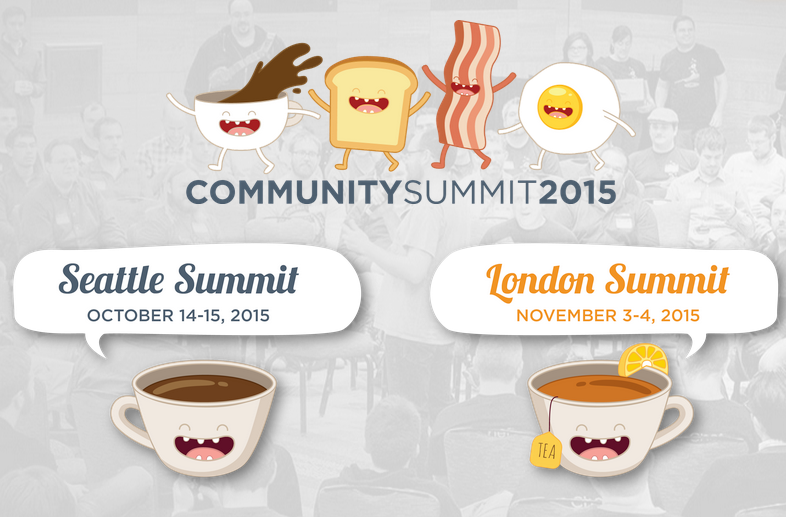 COMMUNITYSUMMIT2015
Seattle Summit
OCTOBER 14-15, 2015
London Summit
NOVEMBER 3-4, 2015
TEA